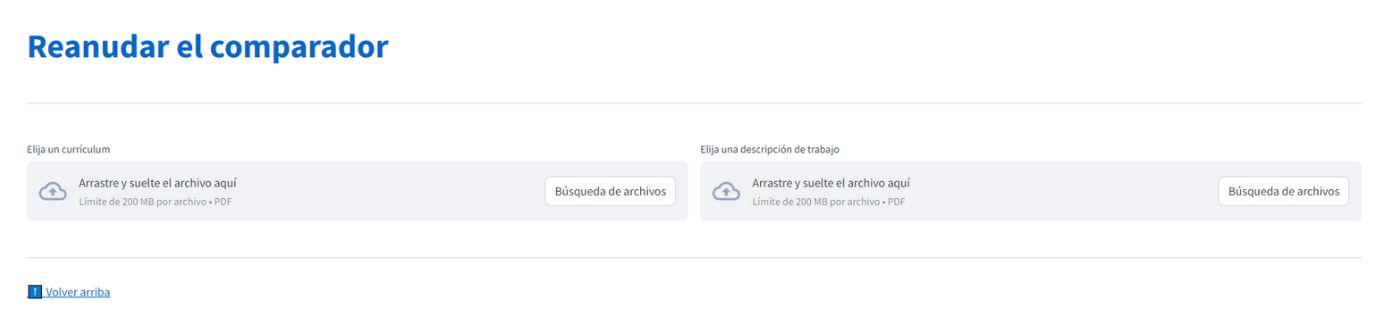 Reanudar el comparador
Elija un currículum
Arrastre y suelte el archivo aquí
Límite de 200 MB por archivo • PDF
Búsqueda de archivos
Elija una descripción de trabajo
Arrastre y suelte el archivo aquí
Límite de 200 MB por archivo • PDF
Búsqueda de archivos
Volver arriba